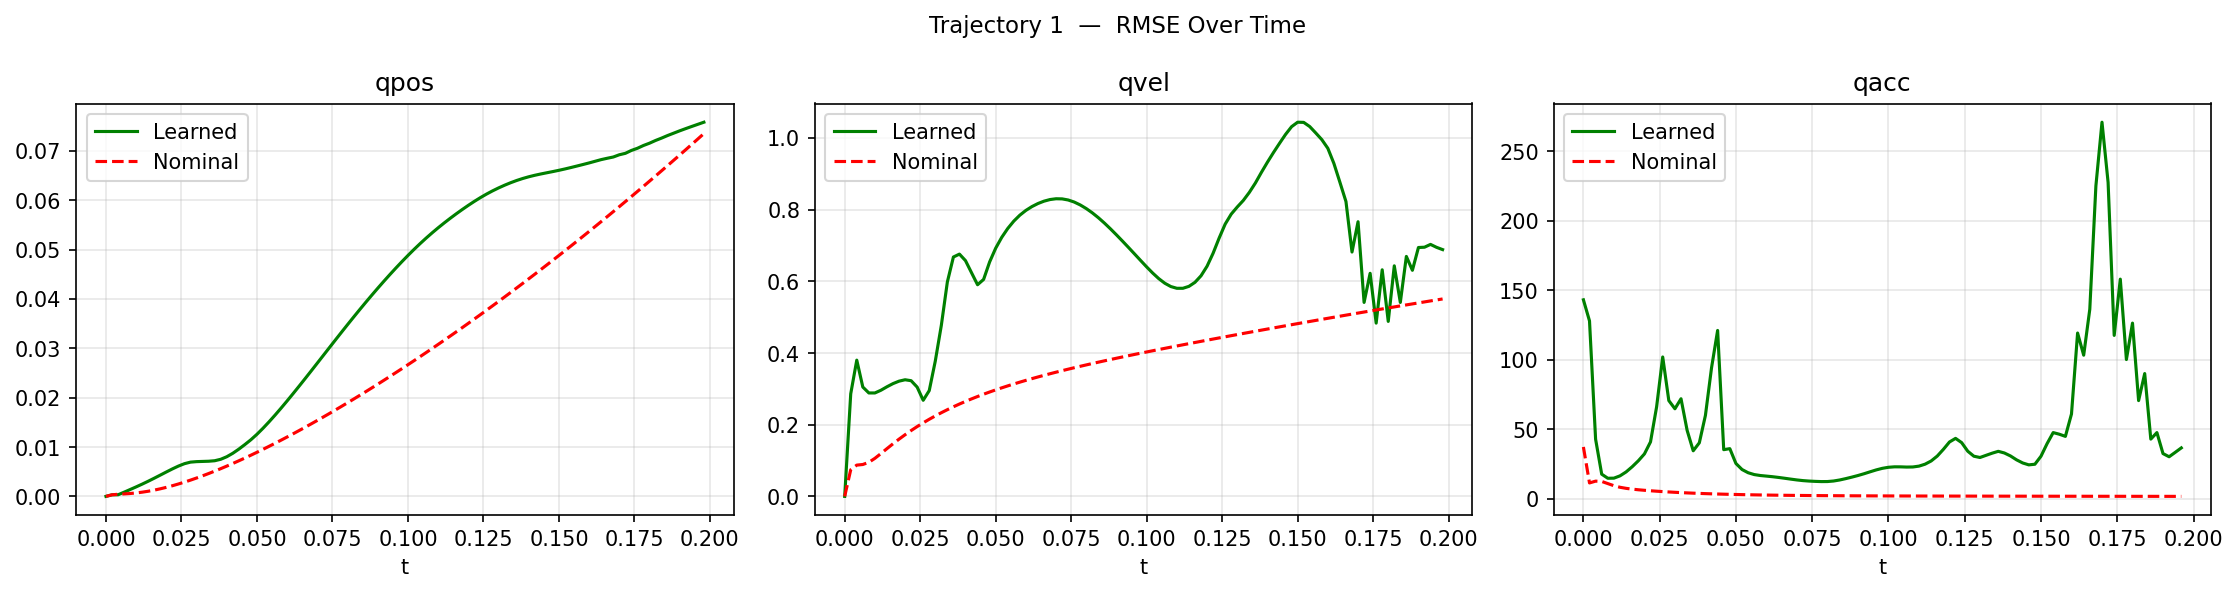 Trajectory 1 — RMSE Over Time
qpos
Learned
Nominal
0.07
0.06
0.05
0.04
0.03
0.02
0.01
0.00
0.000 0.025 0.050 0.075 0.100 0.125 0.150 0.175 0.200
t
qvel
Learned
Nominal
1.0
0.8
0.6
0.4
0.2
0.0
0.000 0.025 0.050 0.075 0.100 0.125 0.150 0.175 0.200
t
qacc
Learned
Nominal
250
200
150
100
50
0
0.000 0.025 0.050 0.075 0.100 0.125 0.150 0.175 0.200
t